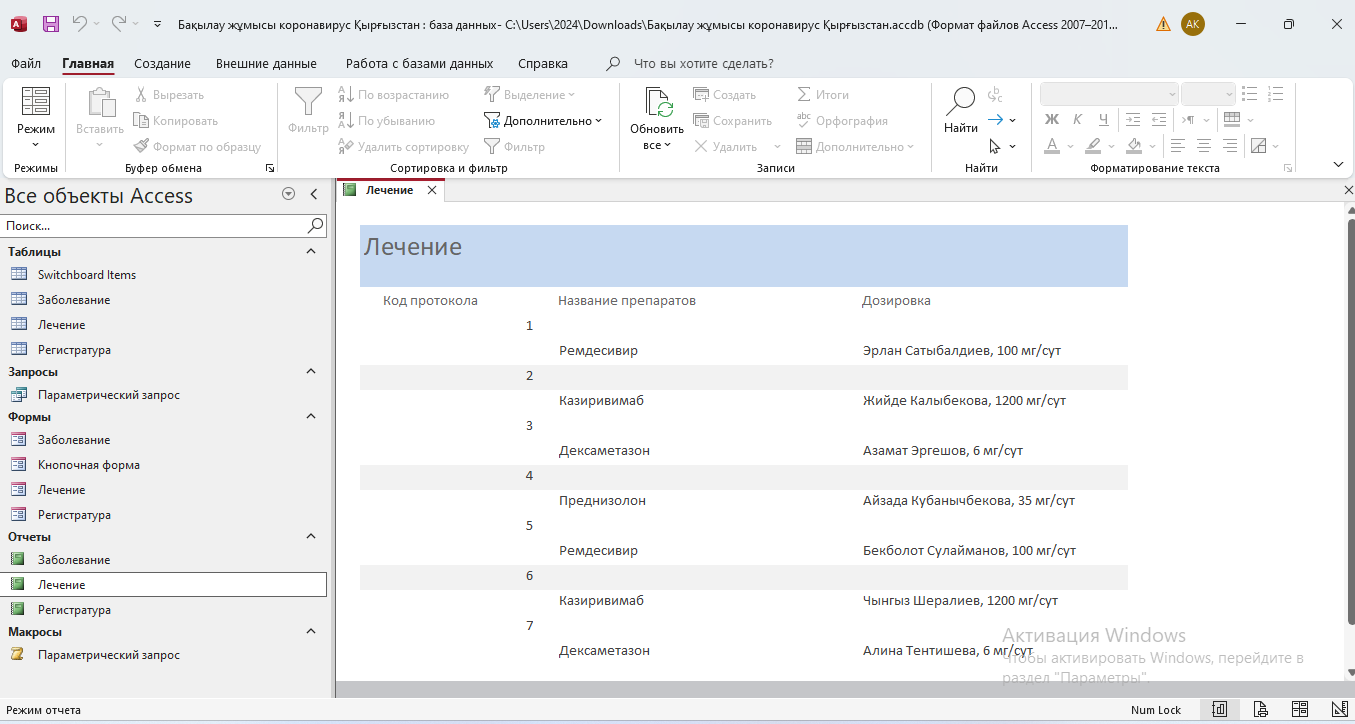 Бақылау жұмысы коронавирус Қырғызстан : база данных- C:\Users\2024\Downloads\Бақылау жұмысы коронавирус Қырғызстан.accdb (Формат файлов Access 2007–201... АК
Файл Главная Создание Внешние данные Работа с базами данных Справка Что вы хотите сделать?
Режим
Режимы
Вставить
Вырезать
Копировать
Формат по образцу
Буфер обмена
Фильтр
По возрастанию
По убыванию
Удалить сортировку
Выделение
Дополнительно
Фильтр
Сортировка и фильтр
Обновить
все
Создать
Сохранить
Удалить
Итоги
Орфография
Дополнительно
Записи
Найти
Найти
Ж К Ч
А
Форматирование текста
Все объекты Access
Поиск...
Таблицы
Switchboard Items
Заболевание
Лечение
Регистратура
Запросы
Параметрический запрос
Формы
Заболевание
Кнопочная форма
Лечение
Регистратура
Отчеты
Заболевание
Лечение
Регистратура
Макросы
Параметрический запрос
Лечение
Лечение
Код протокола Название препаратов Дозировка
1
Ремдесивир Эрлан Сатыбалдиев, 100 мг/сут
2
Казиривимаб Жийде Калыбекова, 1200 мг/сут
3
Дексаметазон Азамат Эргешов, 6 мг/сут
4
Преднизолон Айзада Кубанычбекова, 35 мг/сут
5
Ремдесивир Бекболот Сулайманов, 100 мг/сут
6
Казиривимаб Чынгыз Шералиев, 1200 мг/сут
7
Дексаметазон Алина Тентишева, 6 мг/сут
Активация Windows
Чтобы активировать Windows, перейдите в
раздел "Параметры".
Режим отчета Num Lock